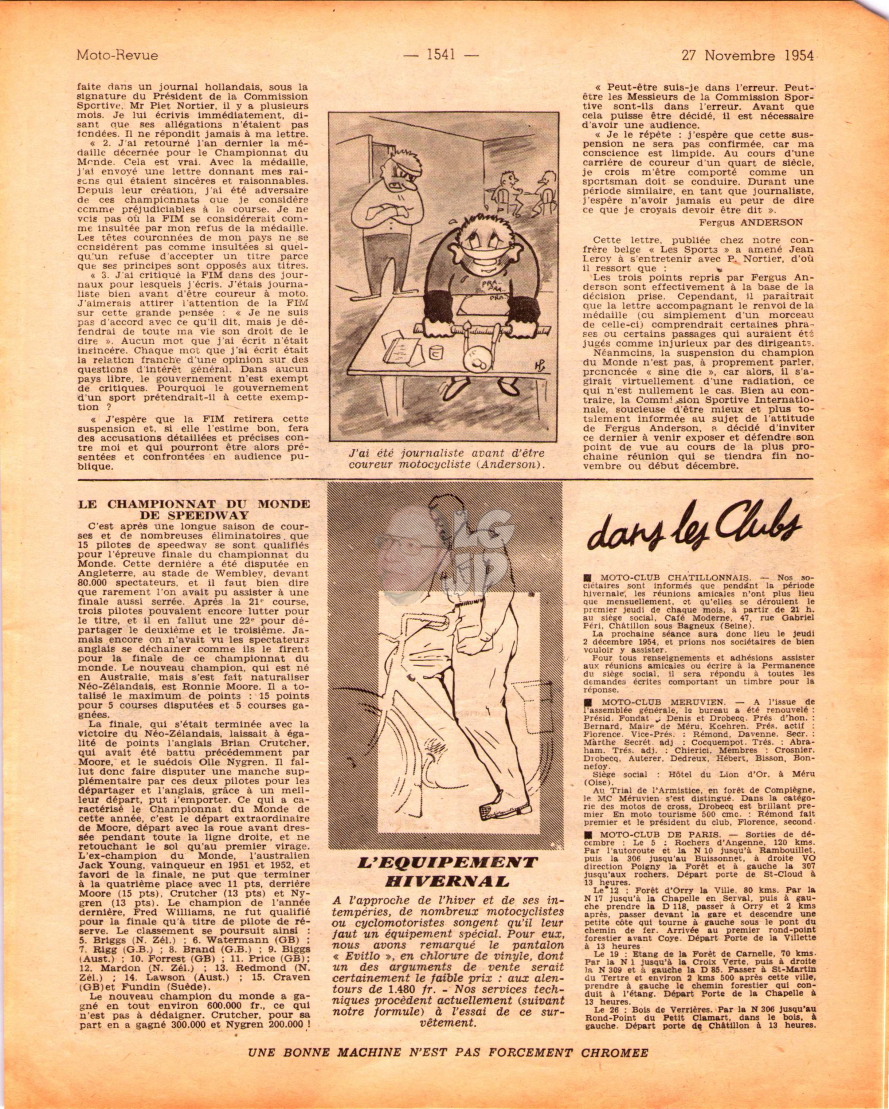 Moto-Revue
— 1541 —
27 Novembre 1954
faite dans un journal hollandais, sous la
signature du Président de la Commission
Sportive, Mr Piet Nortier, il y a plusieurs
mois. Je lui écrivis immédiatement, di-
sant que ses allégations n'étaient pas
fondées. Il ne répondit jamais à ma lettre.
« 2. J'ai retourné l'an dernier la mé-
daille décernée pour le Championnat du
Monde. Cela est vrai. Avec la médaille,
j'ai envoyé une lettre donnant mes rai-
sons qui étaient sincères et raisonnables.
Depuis leur création, j'ai été adversaire
de ces championnats que je considère
comme préjudiciables à la course. Je ne
vois pas où la FIM se considérerait com-
me insultée par mon refus de la médaille.
Les têtes couronnées de mon pays ne se
considèrent pas comme insultées si quel-
qu'un refuse d'accepter un titre parce
que ses principes sont opposés aux titres.
« 3. J'ai critiqué la FIM dans des jour-
naux pour lesquels j'écris. J'étais journa-
liste bien avant d'être coureur à moto.
J'aimerais attirer l'attention de la FIM
sur cette grande pensée : « Je ne suis
pas d'accord avec ce qu'il dit, mais je dé-
fendrai de toute ma vie son droit de le
dire ». Aucun mot que j'ai écrit n'était
insincère. Chaque mot que j'ai écrit était
la relation franche d'une opinion sur des
questions d'intérêt général. Dans aucun
pays libre, le gouvernement n'est exempt
de critiques. Pourquoi le gouvernement
d'un sport prétendrait-il à cette exemp-
tion ?
« J'espère que la FIM retirera cette
suspension et, si elle l'estime bon, fera
des accusations détaillées et précises con-
tre moi et qui pourront être alors pré-
sentées et confrontées en audience pu-
blique.
J'ai été journaliste avant d'être
coureur motocycliste (Anderson).
« Peut-être suis-je dans l'erreur. Peut-
être les Messieurs de la Commission Spor-
tive sont-ils dans l'erreur. Avant que
cela puisse être décidé, il est nécessaire
d'avoir une audience.
« Je le répète : j'espère que cette sus-
pension ne sera pas confirmée, car ma
conscience est limpide. Au cours d'une
carrière de coureur d'un quart de siècle,
je crois m'être comporté comme un
sportsman doit se conduire. Durant une
période similaire, en tant que journaliste,
j'espère n'avoir jamais eu peur de dire
ce que je croyais devoir être dit ».
Fergus ANDERSON
Cette lettre, publiée chez notre con-
frère belge « Les Sports » a amené Jean
Leroy à s'entretenir avec P. Nortier, d'où
il ressort que :
Les trois points repris par Fergus An-
derson sont effectivement à la base de la
décision prise. Cependant, il paraîtrait
que la lettre accompagnant le renvoi de la
médaille (ou simplement d'un morceau
de celle-ci) comprendrait certaines phra-
ses ou certains passages qui auraient été
jugés comme injurieux par des dirigeants.
Néanmoins, la suspension du champion
du Monde n'est pas, à proprement parler,
prononcée « sine die », car alors, il s'a-
girait virtuellement d'une radiation, ce
qui n'est nullement le cas. Bien au con-
traire, la Commission Sportive Internatio-
nale, soucieuse d'être mieux et plus to-
talement informée au sujet de l'attitude
de Fergus Anderson, a décidé d'inviter
ce dernier à venir exposer et défendre son
point de vue au cours de la plus pro-
chaine réunion qui se tiendra fin no-
vembre ou début décembre.
LE CHAMPIONNAT DU MONDE
DE SPEEDWAY
C'est après une longue saison de cour-
ses et de nombreuses éliminatoires que
15 pilotes de speedway se sont qualifiés
pour l'épreuve finale du championnat du
Monde. Cette dernière a été disputée en
Angleterre, au stade de Wembley, devant
80.000 spectateurs, et il faut bien dire
que rarement l'on avait pu assister à une
finale aussi serrée. Après la 21e course,
trois pilotes pouvaient encore lutter pour
le titre, et il en fallut une 22e pour dé-
partager le deuxième et le troisième. Ja-
mais encore on n'avait vu les spectateurs
anglais se déchainer comme ils le firent
pour la finale de ce championnat du
monde. Le nouveau champion, qui est né
en Australie, mais s'est fait naturaliser
Néo-Zélandais, est Ronnie Moore. Il a to-
talisé le maximum de points : 15 points
pour 5 courses disputées et 5 courses ga-
gnées.
La finale, qui s'était terminée avec la
victoire du Néo-Zélandais, laissait à éga-
lité de points l'anglais Brian Crutcher,
qui avait été battu précédemment par
Moore, et le suédois Olle Nygren. Il fal-
lut donc faire disputer une manche sup-
plémentaire par ces deux pilotes pour les
départager et l'anglais, grâce à un meil-
leur départ, put l'emporter. Ce qui a ca-
ractérisé le Championnat du Monde de
cette année, c'est le départ extraordinaire
de Moore, départ avec la roue avant dres-
sée pendant toute la ligne droite, et ne
retouchant le sol qu'au premier virage.
L'ex-champion du Monde, l'australien
Jack Young, vainqueur en 1951 et 1952, et
favori de la finale, ne put que terminer
à la quatrième place avec 11 pts, derrière
Moore (15 pts), Crutcher (13 pts) et Ny-
gren (13 pts). Le champion de l'année
dernière, Fred Williams, ne fut qualifié
pour la finale qu'à titre de pilote de ré-
serve. Le classement se poursuit ainsi :
5. Briggs (N. Zél.) ; 6. Watermann (GB) ;
7. Rigg (G.B.) ; 8. Brand (G.B.) ; 9. Biggs
(Aust.) ; 10. Forrest (GB) ; 11. Price (GB);
12. Mardon (N. Zél.) ; 13. Redmond (N.
Zél.) ; 14. Lawson (Aust.) ; 15. Craven
(GB)et Fundin (Suède).
Le nouveau champion du monde a ga-
gné en tout environ 600.000 fr., ce qui
n'est pas à dédaigner. Crutcher, pour sa
part en a gagné 300.000 et Nygren 200.000 !
L'EQUIPEMENT
HIVERNAL
A l'approche de l'hiver et de ses in-
tempéries, de nombreux motocyclistes
ou cyclomotoristes songent qu'il leur
faut un équipement spécial. Pour eux,
nous avons remarqué le pantalon
« Evitlo », en chlorure de vinyle, dont
un des arguments de vente serait
certainement le faible prix : aux alen-
tours de 1.480 fr. - Nos services tech-
niques procèdent actuellement (suivant
notre formule) à l'essai de ce sur-
vêtement.
dans les Clubs
■ MOTO-CLUB CHATILLONNAIS. — Nos so-
ciétaires sont informés que pendant la période
hivernale, les réunions amicales n'ont plus lieu
que mensuellement, et qu'elles se déroulent le
premier jeudi de chaque mois, à partir de 21 h.
au siège social, Café Moderne, 47, rue Gabriel
Féri, Châtillon sous Bagneux (Seine).
La prochaine séance aura donc lieu le jeudi
2 décembre 1954, et prions nos sociétaires de bien
vouloir y assister.
Pour tous renseignements et adhésions assister
aux réunions amicales ou écrire à la Permanence
du siège social, il sera répondu à toutes les
demandes écrites comportant un timbre pour la
réponse.
■ MOTO-CLUB MERUVIEN. — A l'issue de
l'assemblée générale, le bureau a été renouvelé :
Présid. Fondat : Denis et Drobecq. Prés d'hon. :
Bernard, Maire de Méru, Koehren. Prés. actif :
Florence. Vice-Prés. : Rémond, Davenne. Secr. :
Marthe Secrét. adj : Cocquempot. Trés. : Abra-
ham. Trés. adj. : Chierici. Membres : Crosnier,
Drobecq, Auterer, Dedreux, Hébert, Bisson, Bon-
nefoy.
Siège social : Hôtel du Lion d'Or, à Méru
(Oise).
Au Trial de l'Armistice, en forêt de Compiègne,
le MC Méruvien s'est distingué. Dans la catégo-
rie des motos de cross, Drobecq est brillant pre-
mier. En moto tourisme 500 cmc. : Rémond fait
premier et le président du club, Florence, second.
■ MOTO-CLUB DE PARIS. — Sorties de dé-
cembre : Le 5 : Rochers d'Angenne, 120 kms.
Par l'autoroute et la N 10 jusqu'à Rambouillet,
puis la 306 jusqu'au Buissonnet, à droite VO
direction Poigny la Forêt et à gauche la 307
jusqu'aux rochers. Départ porte de St-Cloud à
13 heures.
Le 12 : Forêt d'Orry la Ville, 80 kms. Par la
N 17 jusqu'à la Chapelle en Serval, puis à gau-
che prendre la D 118, passer à Orry et 2 kms
après, passer devant la gare et descendre une
petite côte qui tourne à gauche sous le pont du
chemin de fer. Arrivée au premier rond-point
forestier avant Coye. Départ Porte de la Villette
à 13 heures
Le 19 : Etang de la Forêt de Carnelle, 70 kms.
Par la N 1 jusqu'à la Croix Verte, puis à droite
la N 309 et à gauche la D 85. Passer à St-Martin
du Tertre et environ 2 kms 500 après cette ville,
prendre à gauche le chemin forestier qui con-
duit à l'étang. Départ Porte de la Chapelle à
13 heures.
Le 26 : Bois de Verrières. Par la N 306 jusqu'au
Rond-Point du Petit Clamart, dans le bois, à
gauche. Départ porte de Châtillon à 13 heures.
UNE BONNE MACHINE N'EST PAS FORCEMENT CHROMEE